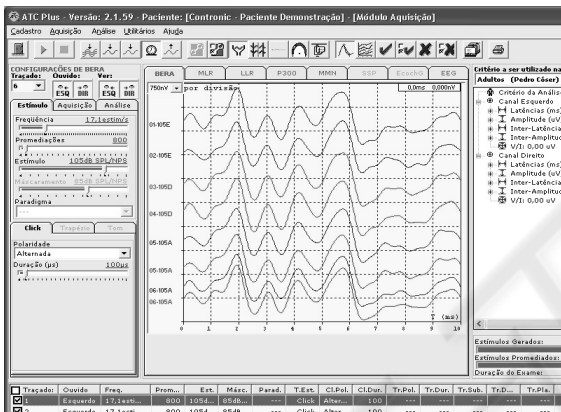 ATC Plus - Versão: 2.1.59 - Paciente: [Contronic - Paciente Demonstração] - [Módulo Aquisição]
Cadastro Aquisição Análise Utilitários Ajuda
CONFIGURAÇÕES DE BERA
Traçado: Ouvido: Ver:
6 ESQ DIR ESQ DIR
Estímulo Aquisição Análise
Freqüência 17,1estim/s
Promediações 800
Estímulo 105dB SPL/NPS
Máscaramento 85dB SPL/NPS
Paradigma
---
Click Trapézio Tom
Polaridade
Alternada
Duração (µs) 100us
BERA MLR LLR P300 MMN SSP EcochG EEG
750nV por divisão 0,0ms 0,000nV
01-105E
02-105E
03-105D
04-105D
05-105A
05-105A
06-105A
06-105A
T (ms)
0 1 2 3 4 5 6 7 8 9 10
Critério a ser utilizado na
Adultos (Pedro Cóser)
Critério da Análise
Canal Esquerdo
Latências (ms)
Amplitude (uV)
Inter-Latência
Inter-Amplitud
V/I: 0.00 uV
Canal Direito
Latências (ms)
Amplitude (uV)
Inter-Latência
Inter-Amplitud
V/I: 0.00 uV
Estímulos Gerados:
Estímulos Promediados:
Duração do Exame:
Traçado: Ouvido Freq. Prom... Est. Másc. Parad. T.Est. Cl.Pol. Cl.Dur. Tr.Pol. Tr.Dur. Tr.Sub. Tr.D... Tr.Pla.
1 Esquerdo 17,1esti... 800 105d... 85dB... --- Click Alter... 100 --- --- --- --- ---
2 Esquerdo 17,1esti... 800 105d... 85dB... --- Click Alter... 100